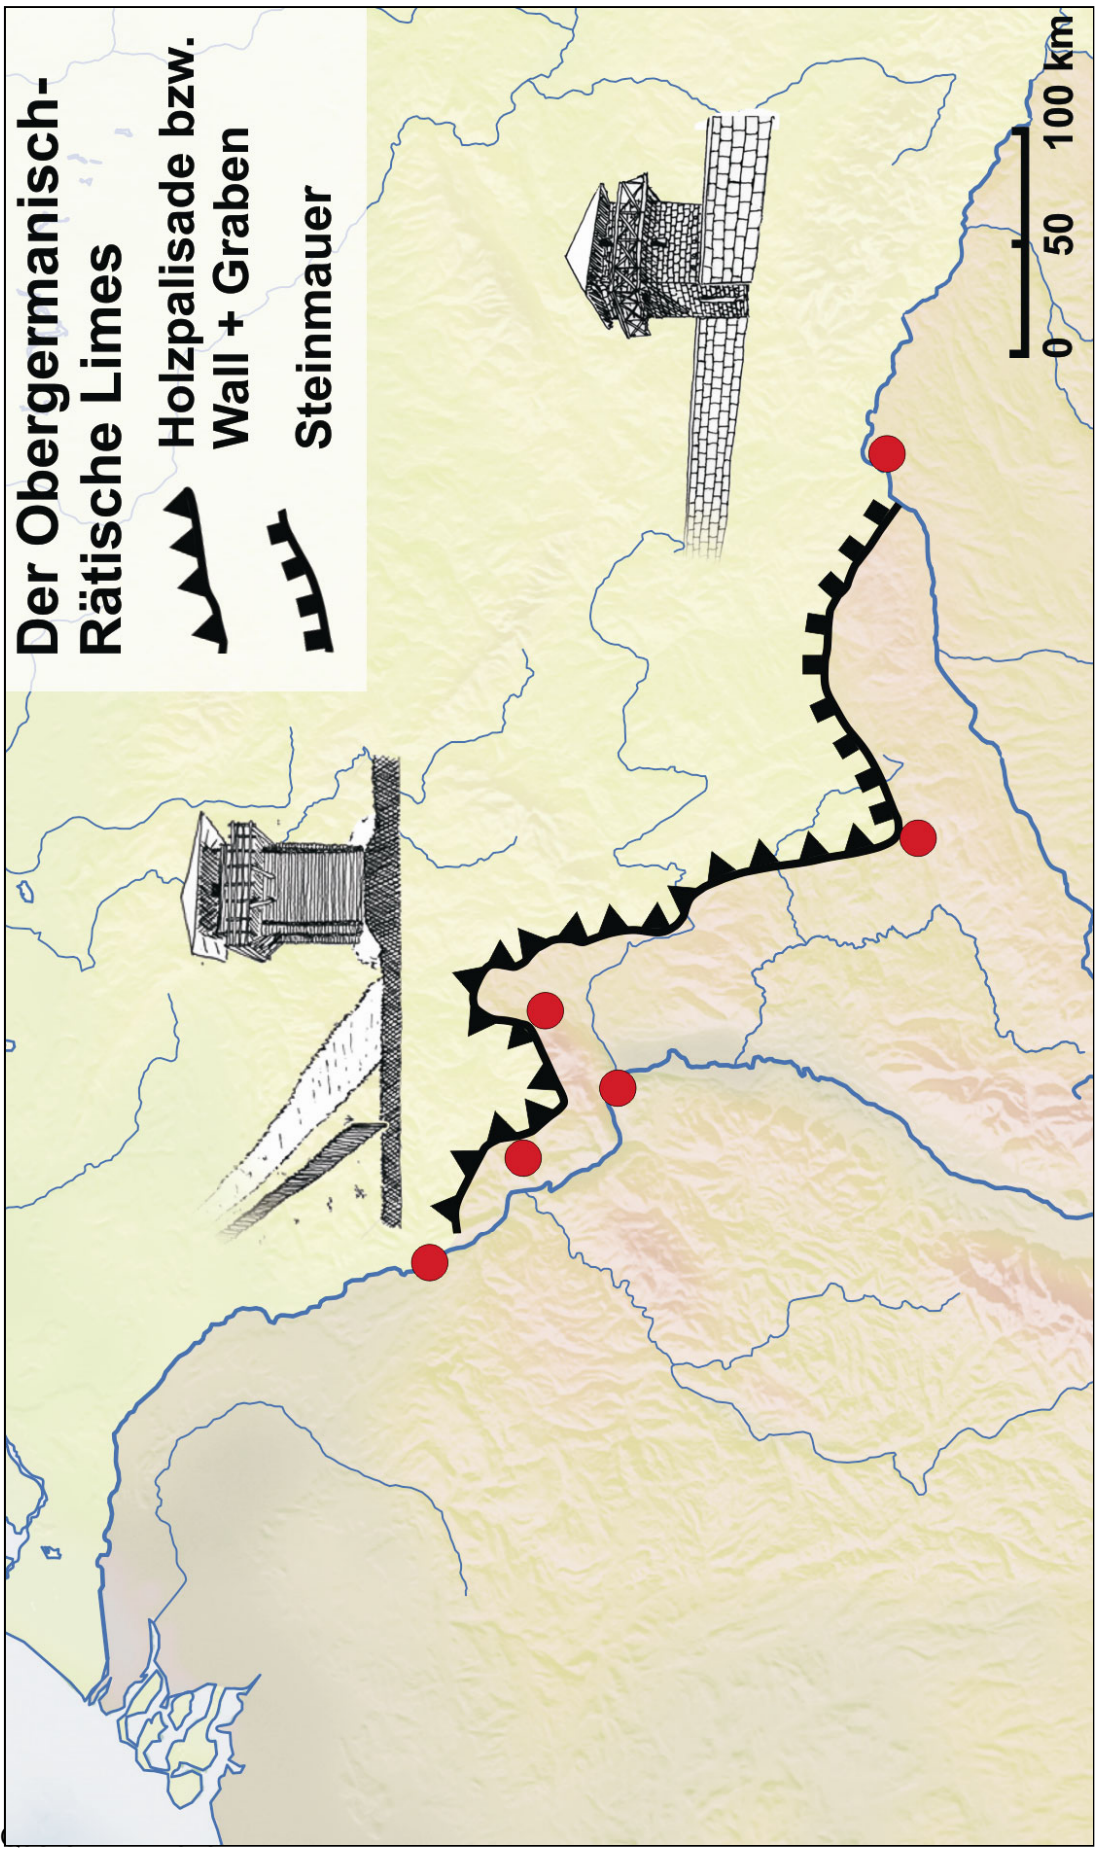 Der Obergermanisch-
Rätische Limes
Holzpalisade bzw.
Wall + Graben
Steinmauer
0 50 100 km